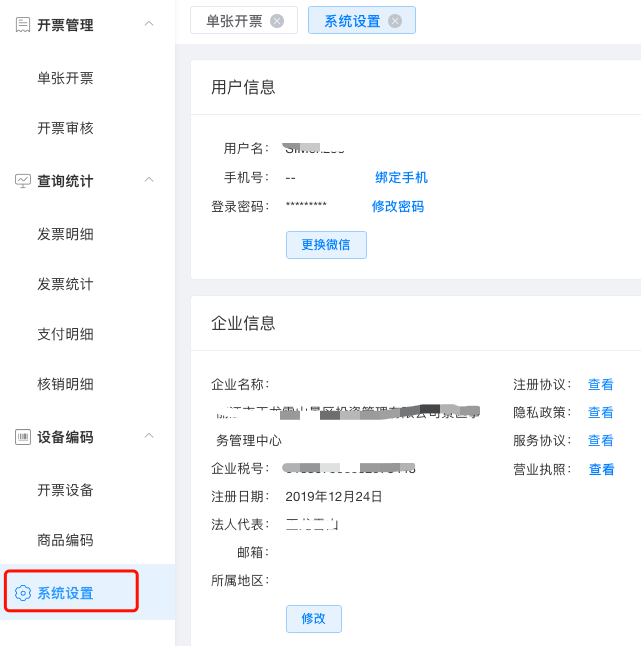 开票管理
单张开票
开票审核
查询统计
发票明细
发票统计
支付明细
核销明细
设备编码
开票设备
商品编码
系统设置
单张开票
系统设置
用户信息
用户名：
手机号： -- 绑定手机
登录密码： ********* 修改密码
更换微信
企业信息
企业名称：
务管理中心
企业税号：
注册日期： 2019年12月24日
法人代表：
邮箱：
所属地区：
修改
注册协议： 查看
隐私政策： 查看
服务协议： 查看
营业执照： 查看